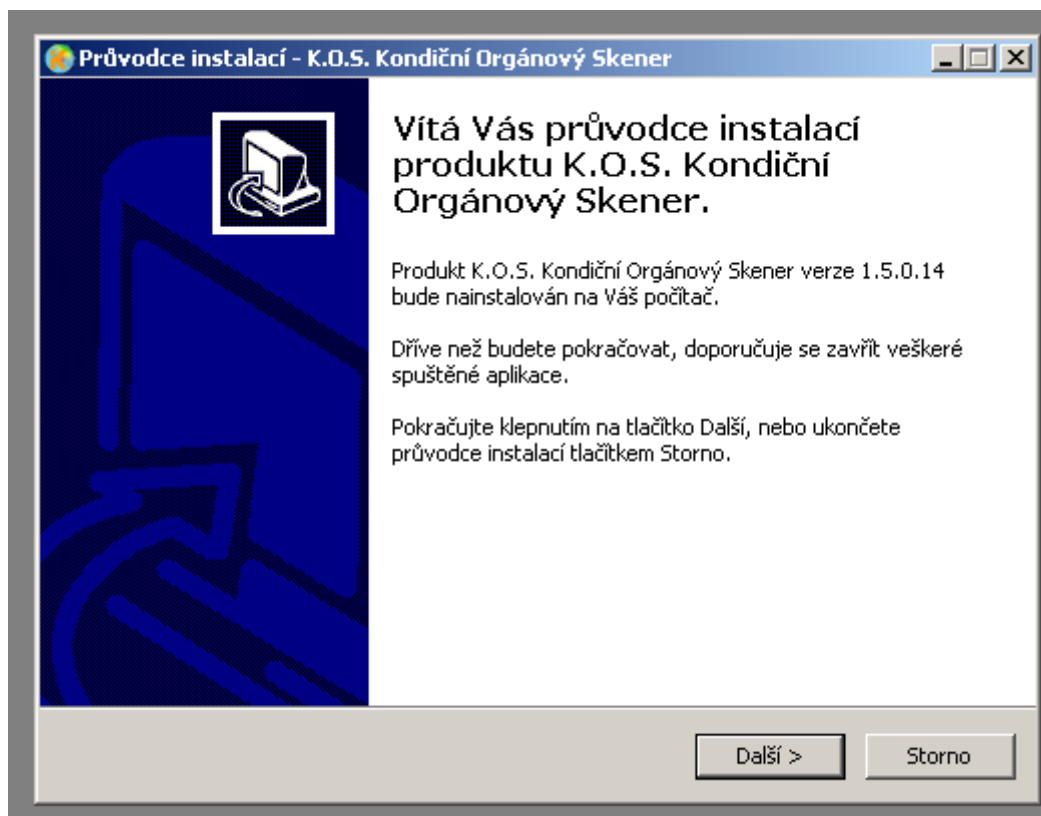 Průvodce instalací - K.O.S. Kondiční Orgánový Skener
Vítá Vás průvodce instalací
produktu K.O.S. Kondiční
Orgánový Skener.
Produkt K.O.S. Kondiční Orgánový Skener verze 1.5.0.14
bude nainstalován na Váš počítač.
Dříve než budete pokračovat, doporučuje se zavřít veškeré
spuštěné aplikace.
Pokračujte klepnutím na tlačítko Další, nebo ukončete
průvodce instalací tlačítkem Storno.
Další >
Storno